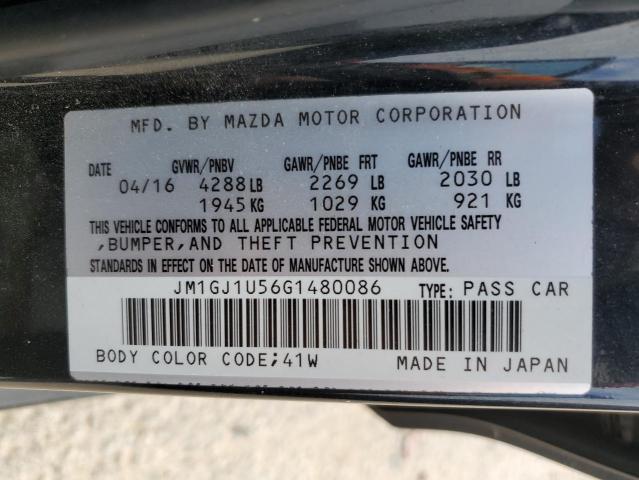 MFD. BY MAZDA MOTOR CORPORATION
DATE GVWR/PNBV GAWR/PNBE FRT GAWR/PNBE RR
04/16 4288 LB 2269 LB 2030 LB
1945 KG 1029 KG 921 KG
THIS VEHICLE CONFORMS TO ALL APPLICABLE FEDERAL MOTOR VEHICLE SAFETY
,BUMPER,AND THEFT PREVENTION
STANDARDS IN EFFECT ON THE DATE OF MANUFACTURE SHOWN ABOVE.
JM1GJ1U56G1480086 TYPE: PASS CAR
BODY COLOR CODE;41W MADE IN JAPAN